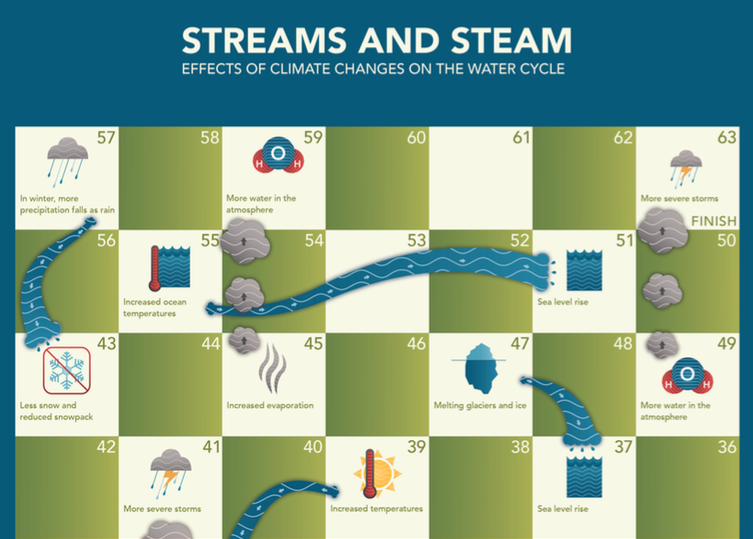 STREAMS AND STEAM
EFFECTS OF CLIMATE CHANGES ON THE WATER CYCLE
57 58 59 60 61 62 63
H O H
In winter, more
precipitation falls as rain
More water in the
atmosphere
More severe storms
FINISH
56 55 54 53 52 51 50
Increased ocean
temperatures
Sea level rise
43 44 45 46 47 48 49
H O H
Less snow and
reduced snowpack
Increased evaporation
Melting glaciers and ice
More water in the
atmosphere
42 41 40 39 38 37 36
More severe storms
Increased temperatures
Sea level rise